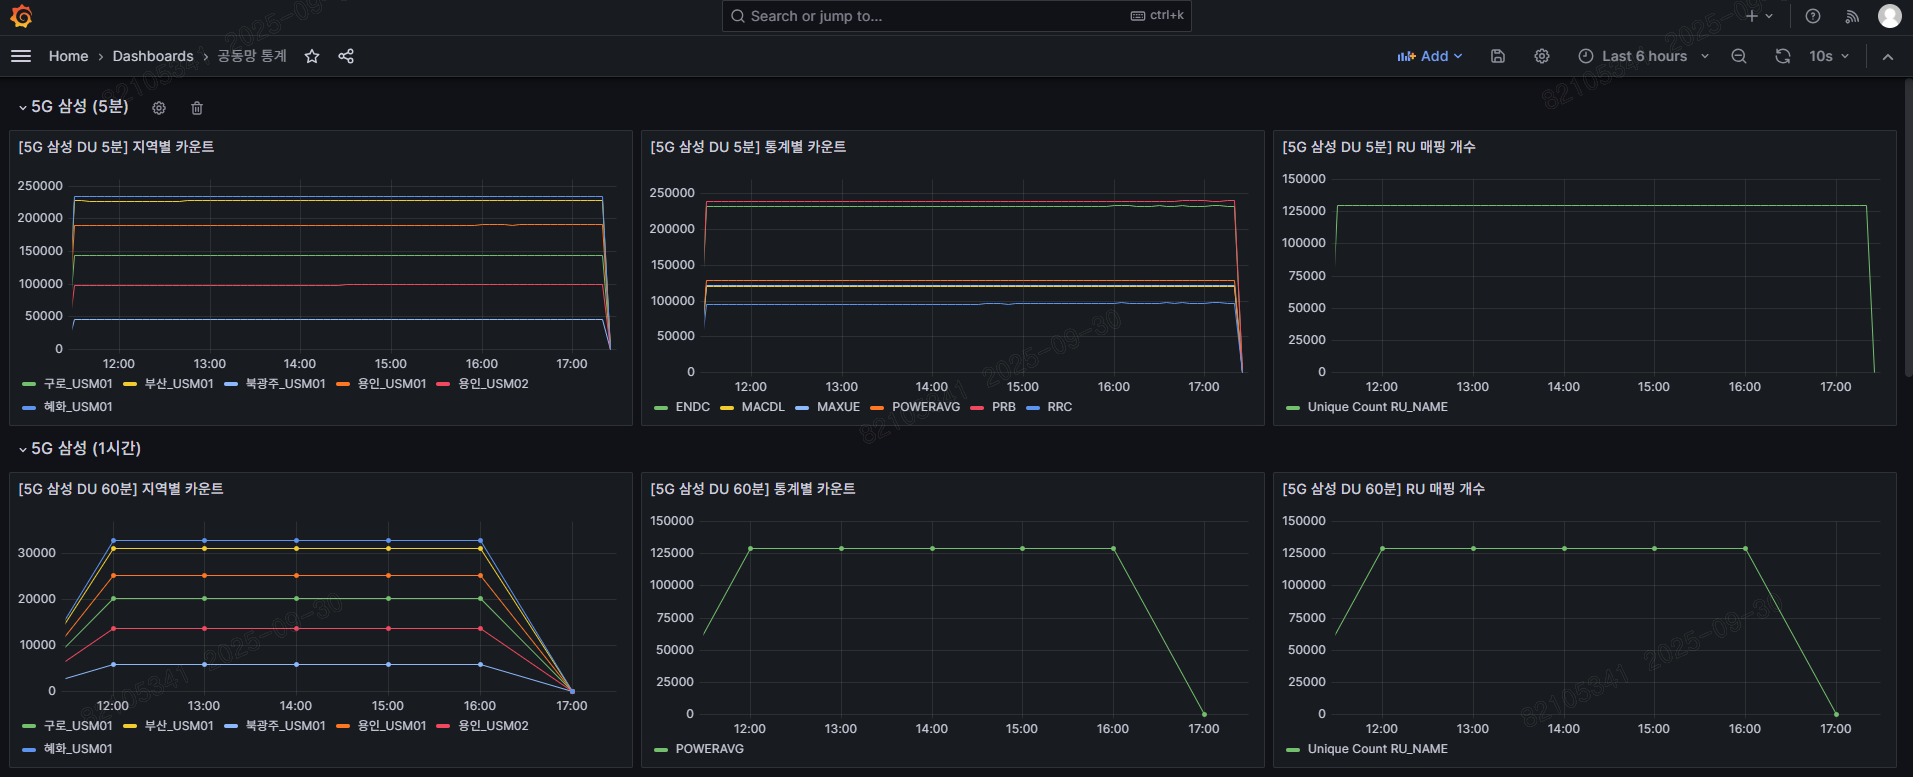 Search or jump to...
ctrl+k
Home › Dashboards › 공동망 통계
Add
Last 6 hours
10s
5G 삼성 (5분)
[5G 삼성 DU 5분] 지역별 카운트
250000
200000
150000
100000
50000
0
12:00 13:00 14:00 15:00 16:00 17:00
구로_USM01 부산_USM01 북광주_USM01 용인_USM01 용인_USM02
혜화_USM01
[5G 삼성 DU 5분] 통계별 카운트
250000
200000
150000
100000
50000
0
12:00 13:00 14:00 15:00 16:00 17:00
ENDC MACDL MAXUE POWERAVG PRB RRC
[5G 삼성 DU 5분] RU 매핑 개수
150000
125000
100000
75000
50000
25000
0
12:00 13:00 14:00 15:00 16:00 17:00
Unique Count RU_NAME
5G 삼성 (1시간)
[5G 삼성 DU 60분] 지역별 카운트
30000
20000
10000
0
12:00 13:00 14:00 15:00 16:00 17:00
구로_USM01 부산_USM01 북광주_USM01 용인_USM01 용인_USM02
혜화_USM01
[5G 삼성 DU 60분] 통계별 카운트
150000
125000
100000
75000
50000
25000
0
12:00 13:00 14:00 15:00 16:00 17:00
POWERAVG
[5G 삼성 DU 60분] RU 매핑 개수
150000
125000
100000
75000
50000
25000
0
12:00 13:00 14:00 15:00 16:00 17:00
Unique Count RU_NAME
82105341 2025-09-30
82105341 2025-09-30
82105341 2025-09-30
82105341 2025-09-30